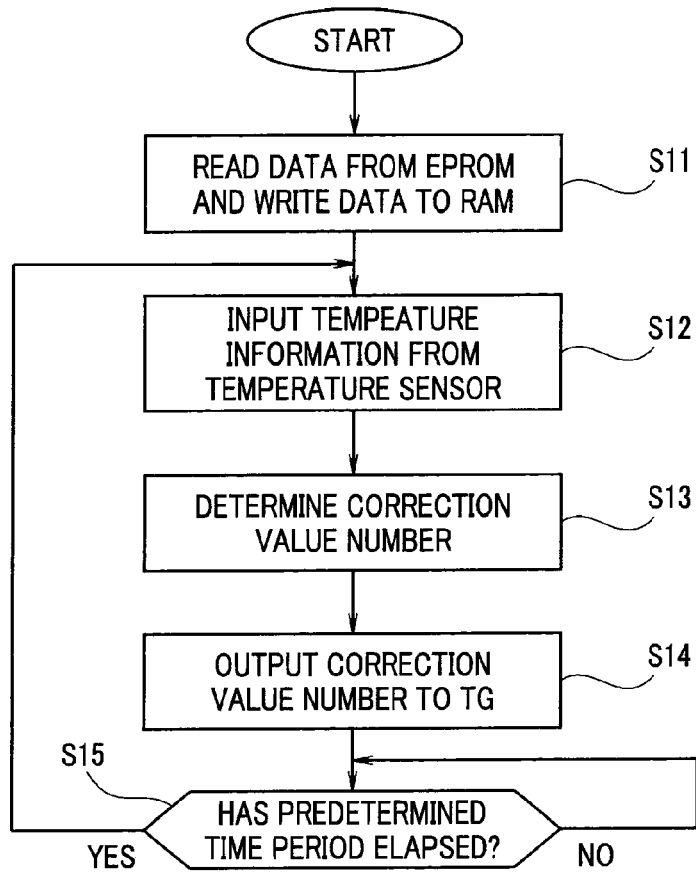 START
READ DATA FROM EPROM
AND WRITE DATA TO RAM
S11
INPUT TEMPEATURE
INFORMATION FROM
TEMPERATURE SENSOR
S12
DETERMINE CORRECTION
VALUE NUMBER
S13
OUTPUT CORRECTION
VALUE NUMBER TO TG
S14
S15
HAS PREDETERMINED
TIME PERIOD ELAPSED?
YES
NO